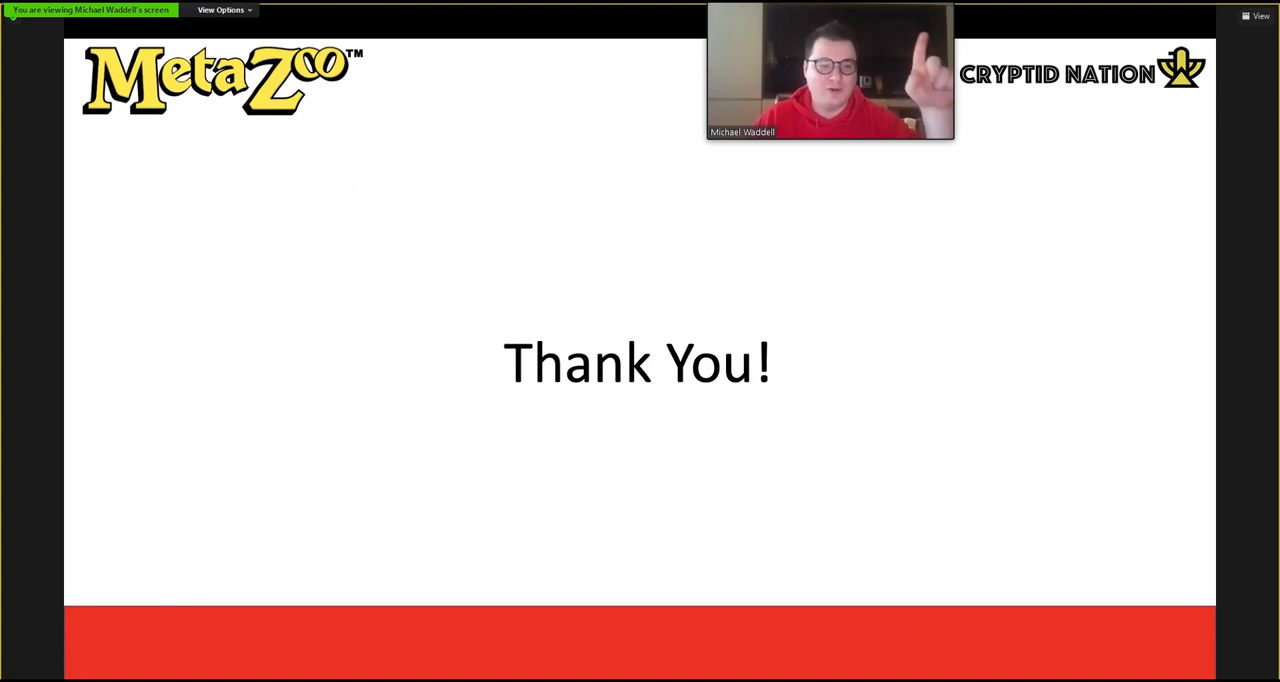 You are viewing Michael Waddell's screen
View Options
View
MetaZoo™
CRYPTID NATION
Michael Waddell
Thank You!